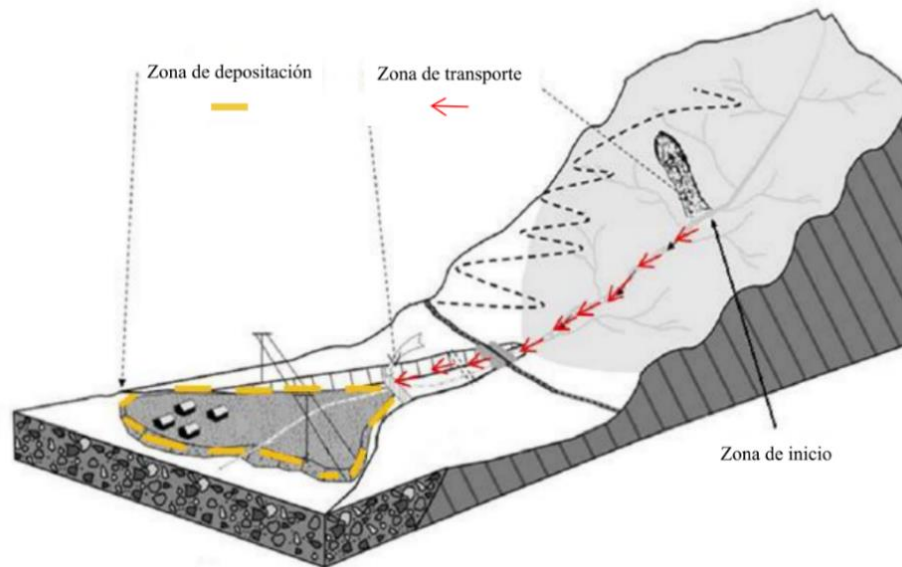 Zona de depositación
Zona de transporte
Zona de inicio